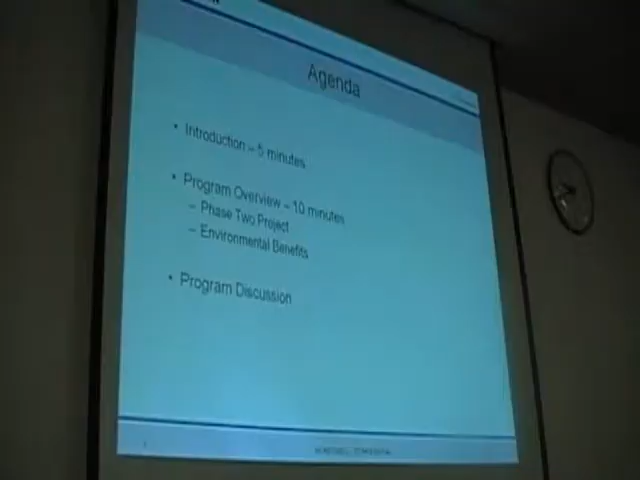 Agenda
• Introduction – 5 minutes
• Program Overview – 10 minutes
– Phase Two Project
– Environmental Benefits
• Program Discussion